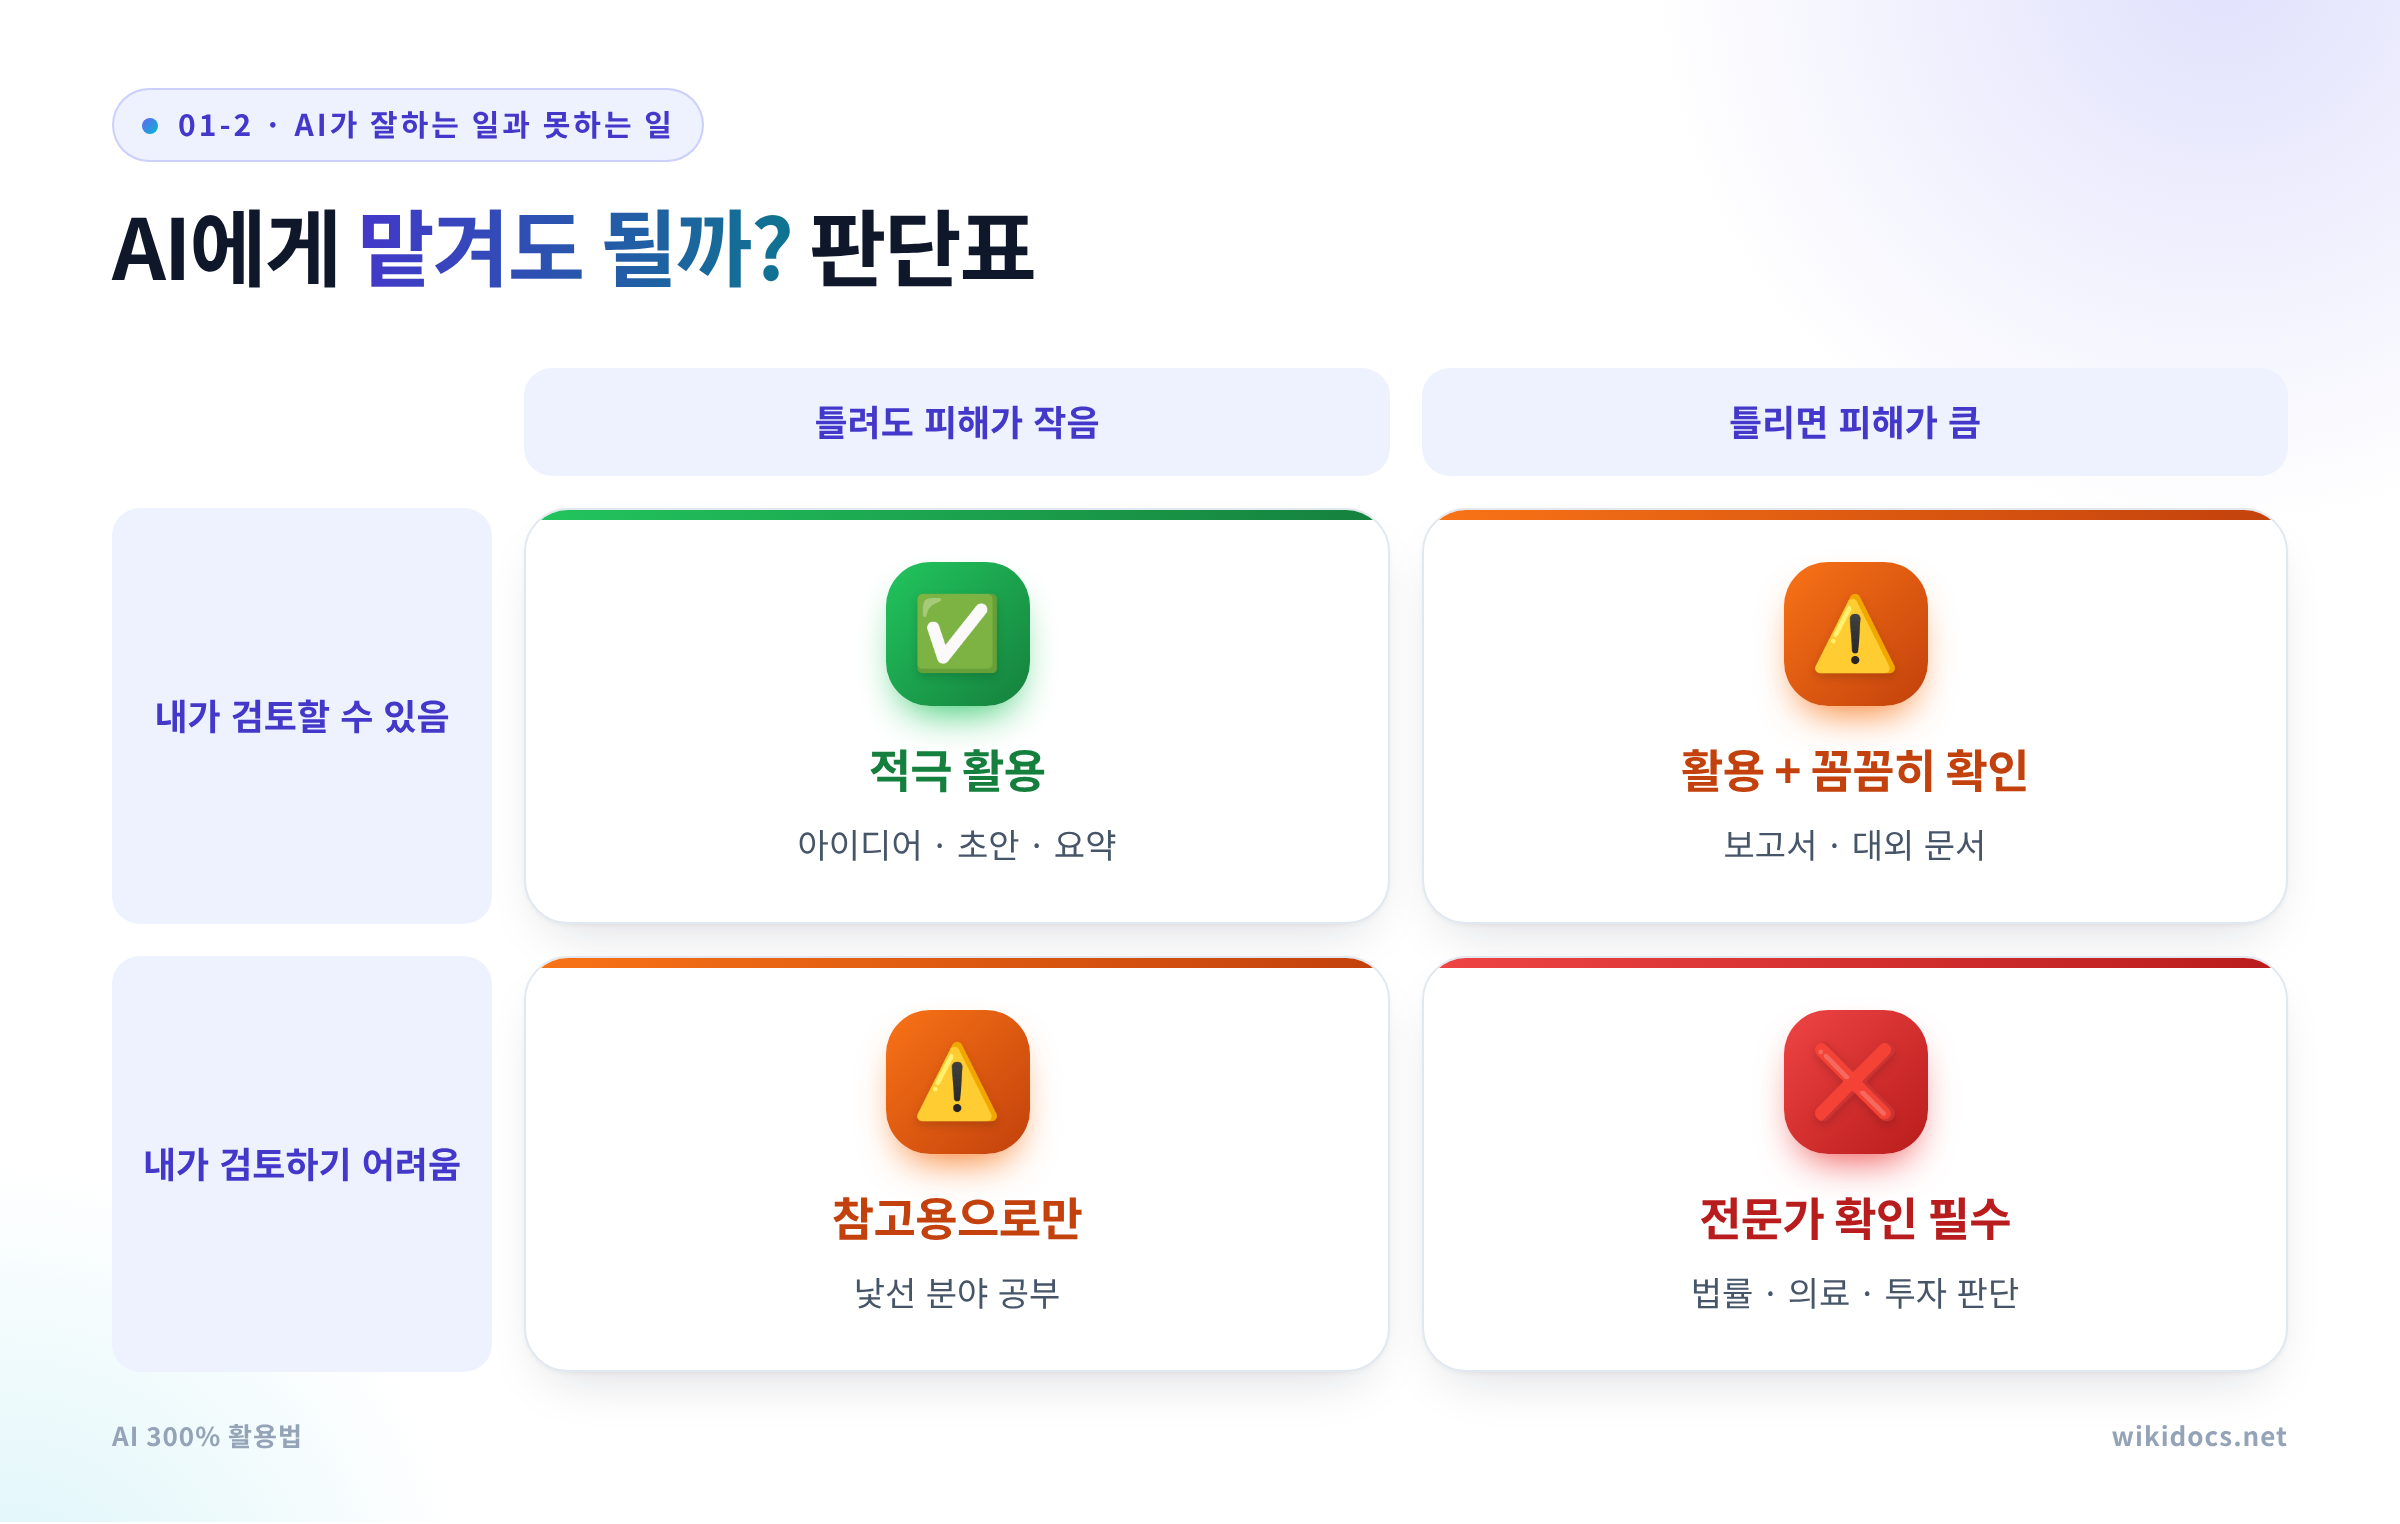 01-2 · AI가 잘하는 일과 못하는 일
AI에게 맡겨도 될까? 판단표
틀려도 피해가 작음
틀리면 피해가 큼
내가 검토할 수 있음
적극 활용
아이디어 · 초안 · 요약
활용 + 꼼꼼히 확인
보고서 · 대외 문서
내가 검토하기 어려움
참고용으로만
낯선 분야 공부
전문가 확인 필수
법률 · 의료 · 투자 판단
AI 300% 활용법
wikidocs.net